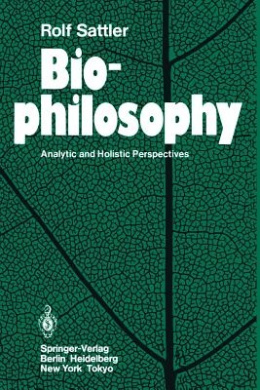 Rolf Sattler
Bio-
philosophy
Analytic and Holistic Perspectives
Springer-Verlag
Berlin Heidelberg
New York Tokyo